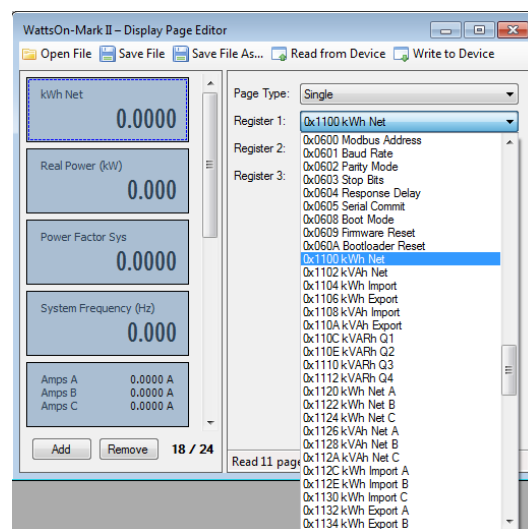 WattsOn-Mark II – Display Page Editor
Open File Save File Save File As... Read from Device Write to Device
kWh Net
0.0000
Real Power (kW)
0.000
Power Factor Sys
0.0000
System Frequency (Hz)
0.000
Amps A 0.0000 A
Amps B 0.0000 A
Amps C 0.0000 A
Add Remove 18 / 24
Page Type: Single
Register 1: 0x1100 kWh Net
Register 2:
Register 3:
0x0600 Modbus Address
0x0601 Baud Rate
0x0602 Parity Mode
0x0603 Stop Bits
0x0604 Response Delay
0x0605 Serial Commit
0x0608 Boot Mode
0x0609 Firmware Reset
0x060A Bootloader Reset
0x1100 kWh Net
0x1102 kVAh Net
0x1104 kWh Import
0x1106 kWh Export
0x1108 kVAh Import
0x110A kVAh Export
0x110C kVARh Q1
0x110E kVARh Q2
0x1110 kVARh Q3
0x1112 kVARh Q4
0x1120 kWh Net A
0x1122 kWh Net B
0x1124 kWh Net C
0x1126 kVAh Net A
0x1128 kVAh Net B
0x112A kVAh Net C
0x112C kWh Import A
0x112E kWh Import B
0x1130 kWh Import C
0x1132 kWh Export A
0x1134 kWh Export B
Read 11 page